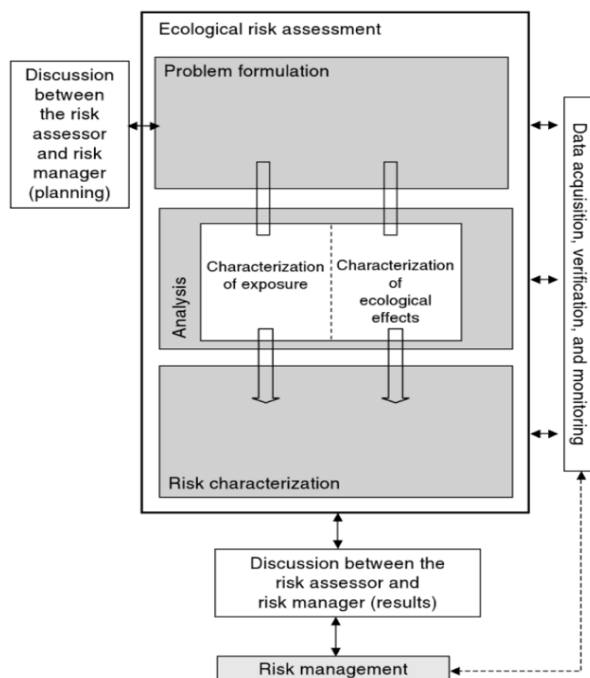 Ecological risk assessment
Problem formulation
Discussion
between
the risk
assessor
and risk
manager
(planning)
Data acquisition, verification, and monitoring
Analysis
Characterization
of exposure
Characterization
of
ecological
effects
Risk characterization
Discussion between the
risk assessor and
risk manager (results)
Risk management